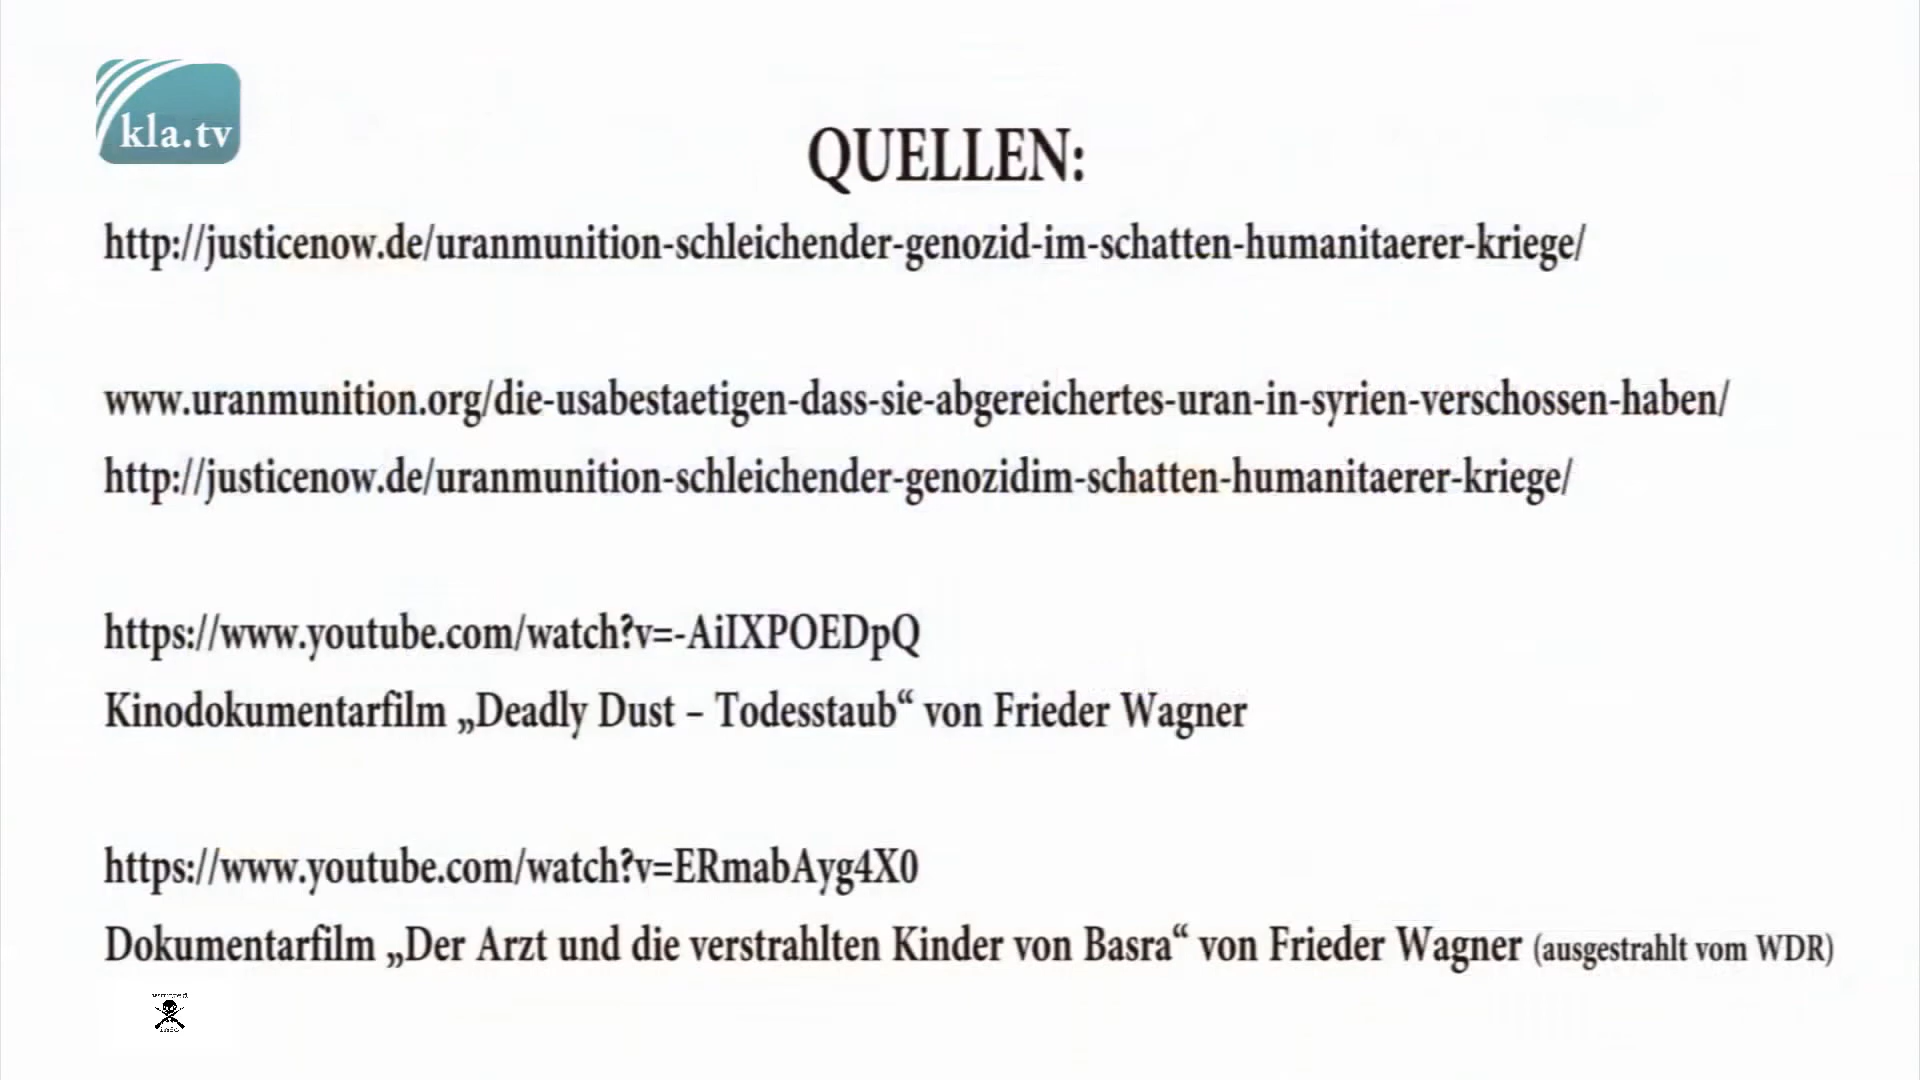 kla.tv
QUELLEN:
http://justicenow.de/uranmunition-schleichender-genozid-im-schatten-humanitaerer-kriege/
www.uranmunition.org/die-usabestaetigen-dass-sie-abgereichertes-uran-in-syrien-verschossen-haben/
http://justicenow.de/uranmunition-schleichender-genozidim-schatten-humanitaerer-kriege/
https://www.youtube.com/watch?v=-AiIXPOEDpQ
Kinodokumentarfilm „Deadly Dust – Todesstaub“ von Frieder Wagner
https://www.youtube.com/watch?v=ERmabAyg4X0
Dokumentarfilm „Der Arzt und die verstrahlten Kinder von Basra“ von Frieder Wagner (ausgestrahlt vom WDR)